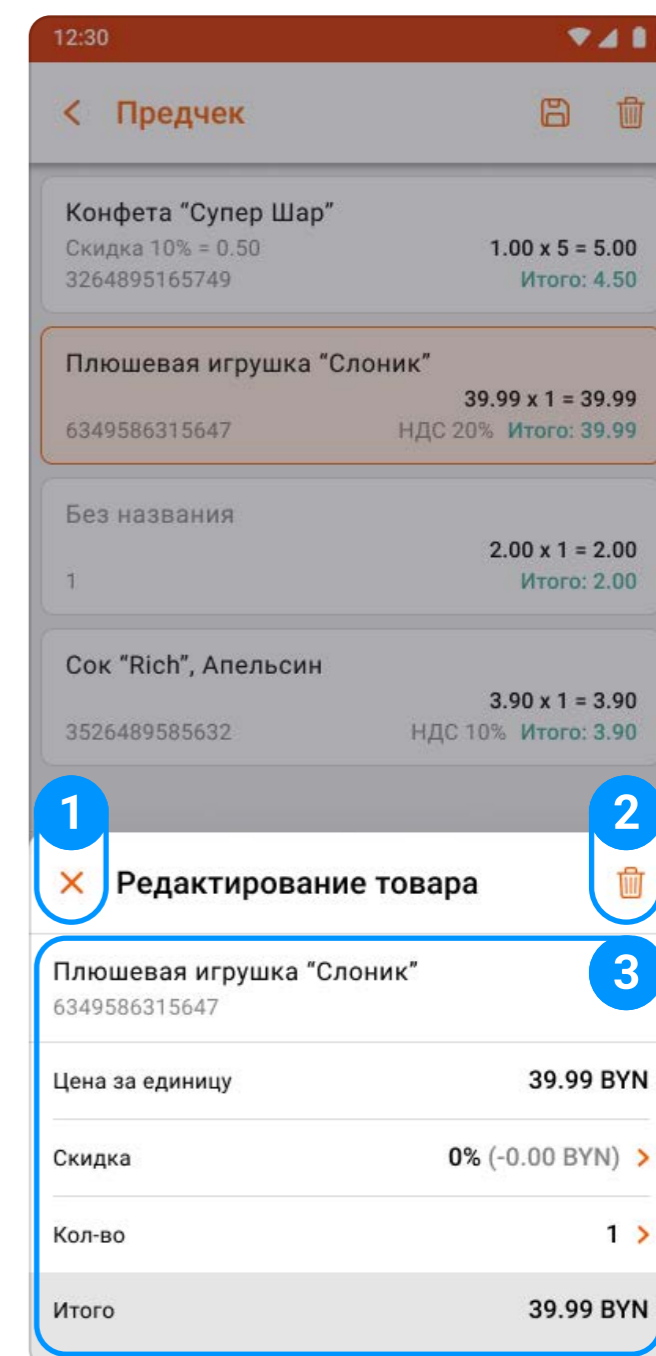 12:30
Предчек
Конфета “Супер Шар”
Скидка 10% = 0.50 1.00 x 5 = 5.00
3264895165749 Итого: 4.50
Плюшевая игрушка “Слоник”
39.99 x 1 = 39.99
6349586315647 НДС 20% Итого: 39.99
Без названия
2.00 x 1 = 2.00
1 Итого: 2.00
Сок “Rich”, Апельсин
3.90 x 1 = 3.90
3526489585632 НДС 10% Итого: 3.90
1 2
Редактирование товара
Плюшевая игрушка “Слоник” 3
6349586315647
Цена за единицу 39.99 BYN
Скидка 0% (-0.00 BYN)
Кол-во 1
Итого 39.99 BYN